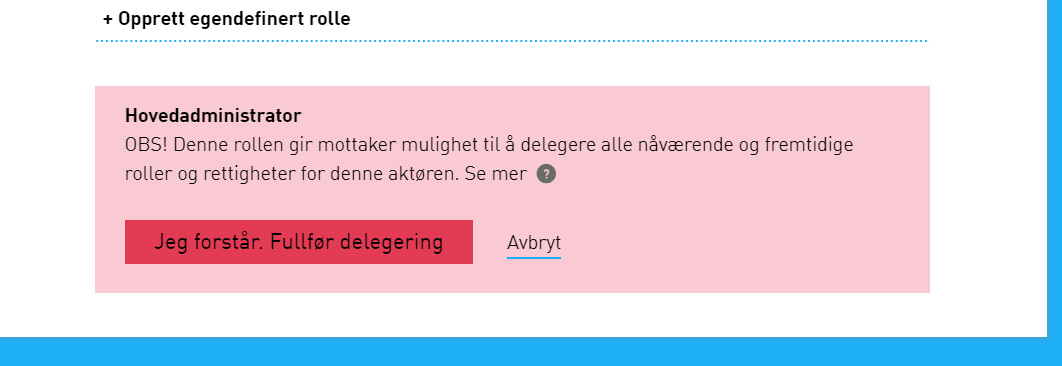 + Opprett egendefinert rolle
Hovedadministrator
OBS! Denne rollen gir mottaker mulighet til å delegere alle nåværende og fremtidige
roller og rettigheter for denne aktøren. Se mer ?
Jeg forstår. Fullfør delegering Avbryt